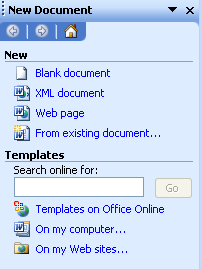 New Document
New
Blank document
XML document
Web page
From existing document...
Templates
Search online for:
Go
Templates on Office Online
On my computer...
On my Web sites...